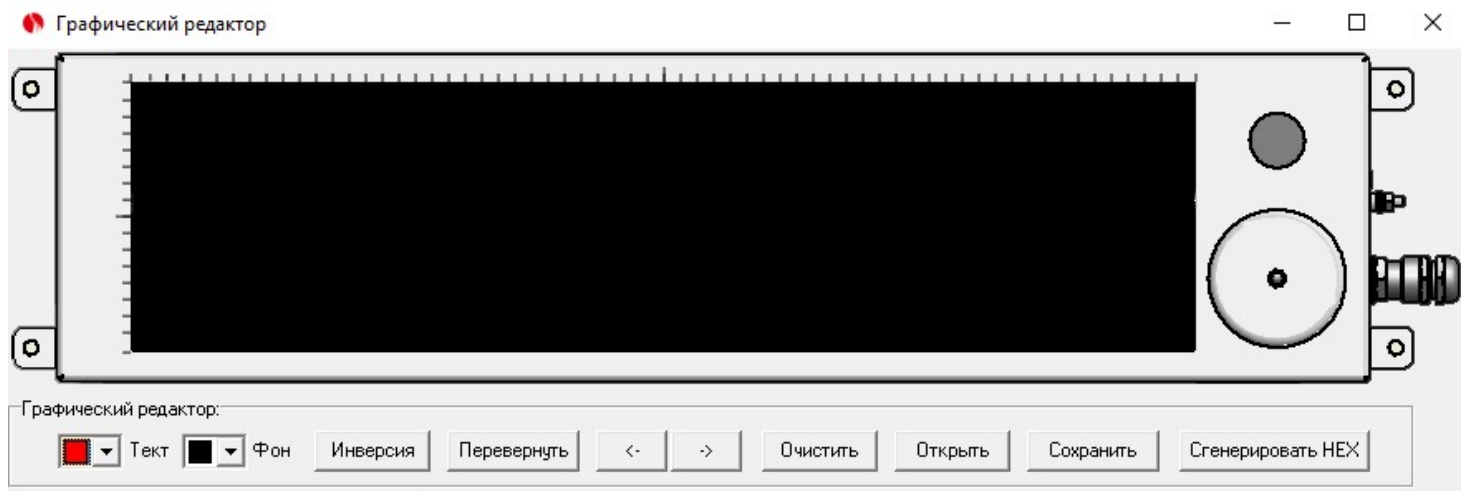 Графический редактор
Графический редактор:
Тект Фон Инверсия Перевернуть <- -> Очистить Открыть Сохранить Сгенерировать HEX